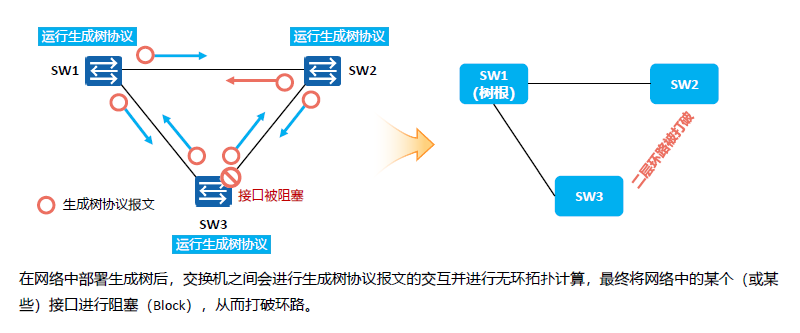 运行生成树协议
运行生成树协议
SW1
SW2
SW1
（树根）
SW2
二层环路被打破
生成树协议报文
接口被阻塞
SW3
SW3
运行生成树协议
在网络中部署生成树后，交换机之间会进行生成树协议报文的交互并进行无环拓扑计算，最终将网络中的某个（或某
些）接口进行阻塞（Block），从而打破环路。